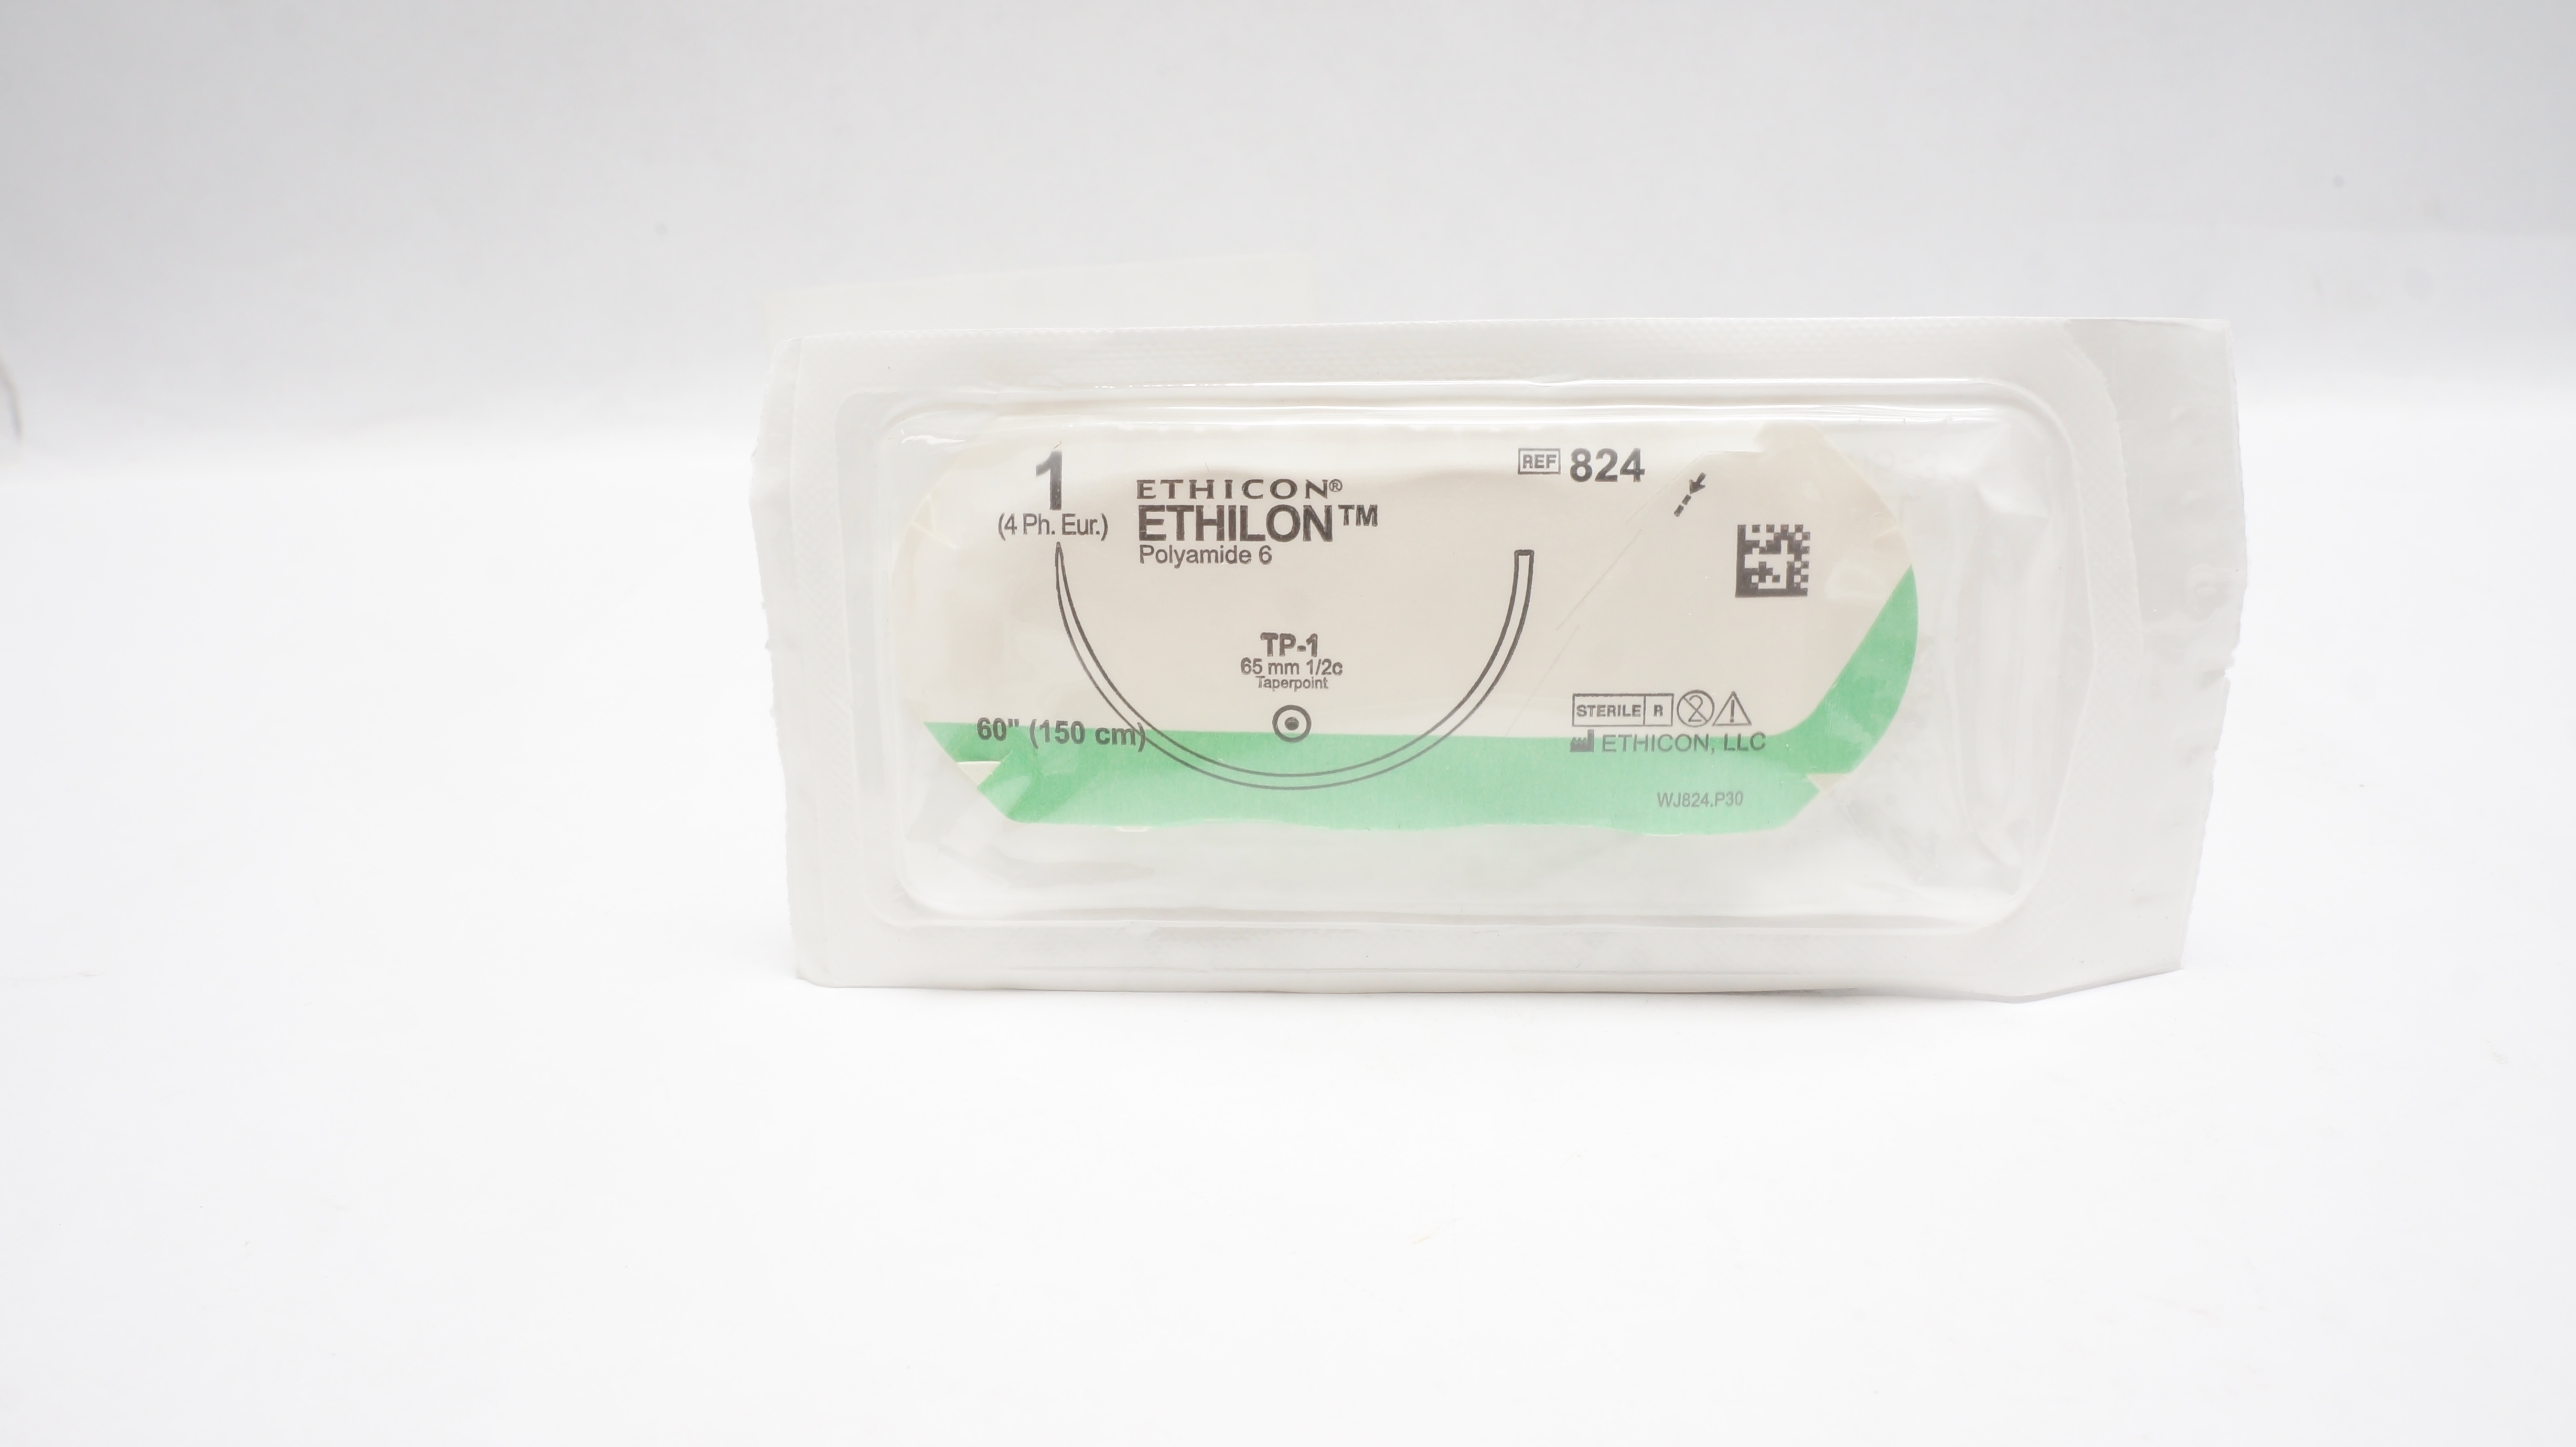 1
(4 Ph. Eur.)
ETHICON®
ETHILON™
Polyamide 6
REF 824
TP-1
65 mm 1/2c
Taperpoint
60" (150 cm)
STERILE R 2
ETHICON, LLC
WJ824.P30